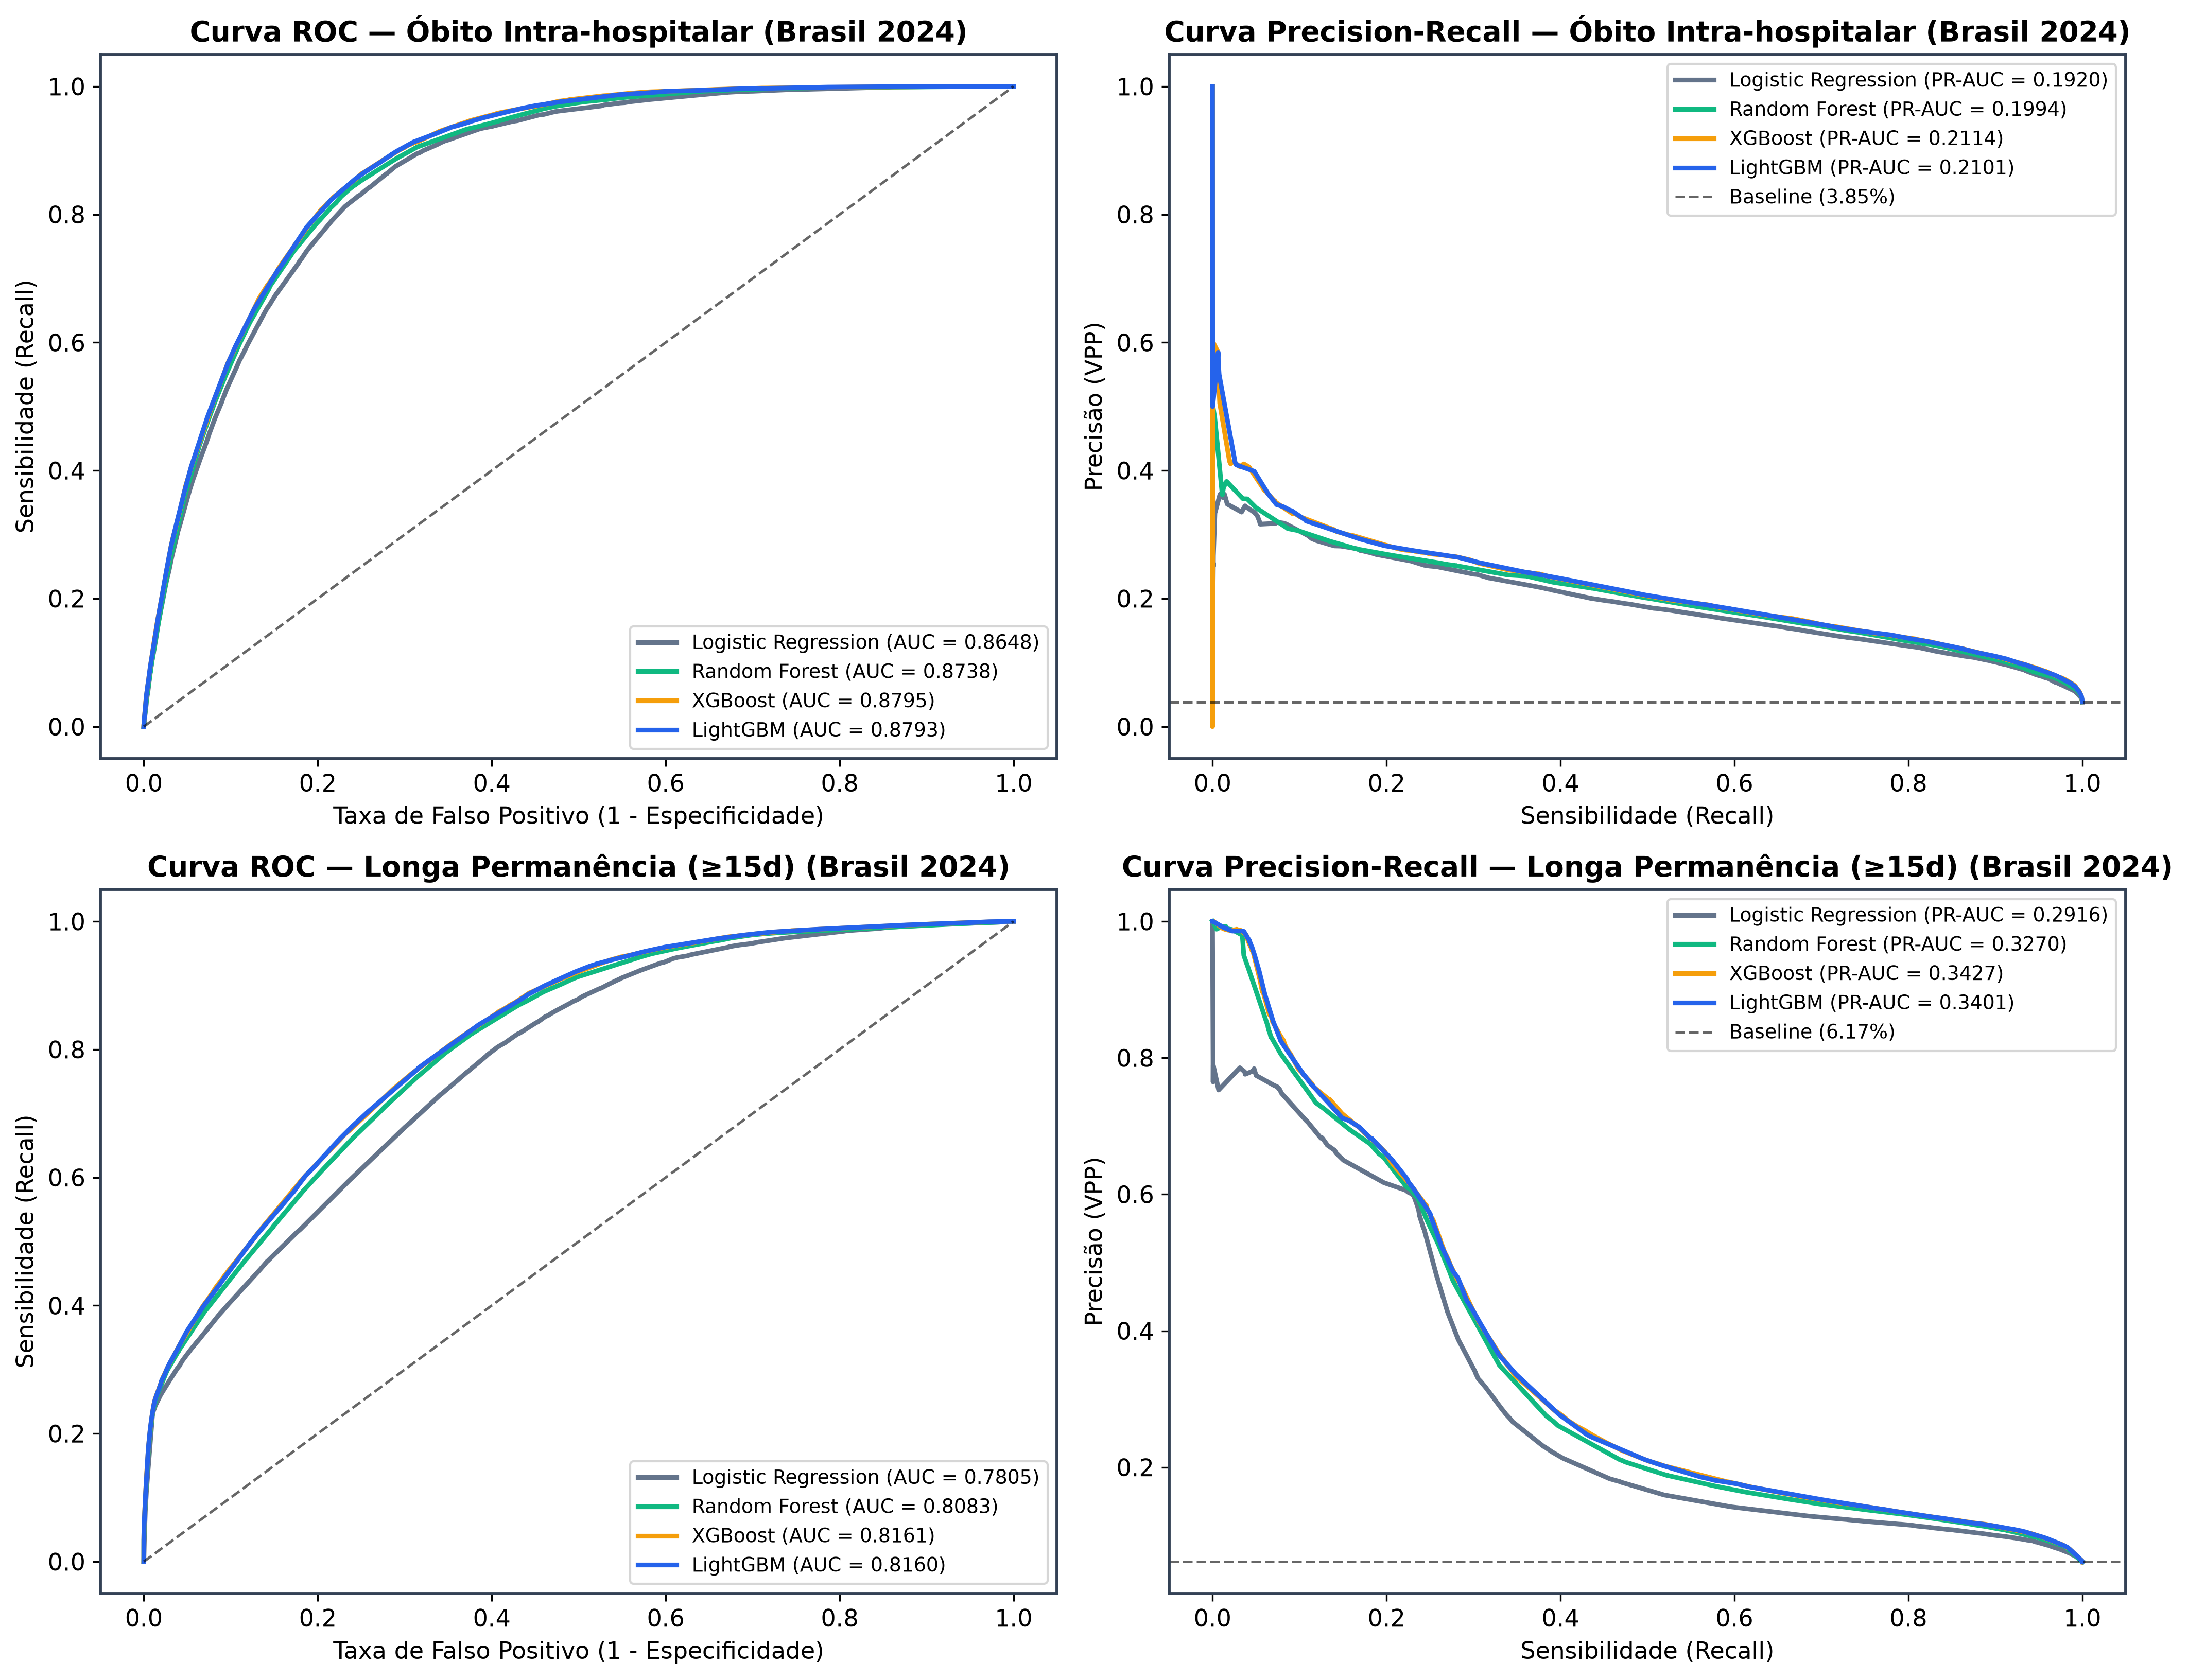 Curva ROC — Óbito Intra-hospitalar (Brasil 2024)
1.0
0.8
0.6
0.4
0.2
0.0
Sensibilidade (Recall)
Logistic Regression (AUC = 0.8648)
Random Forest (AUC = 0.8738)
XGBoost (AUC = 0.8795)
LightGBM (AUC = 0.8793)
0.0 0.2 0.4 0.6 0.8 1.0
Taxa de Falso Positivo (1 - Especificidade)
Curva Precision-Recall — Óbito Intra-hospitalar (Brasil 2024)
1.0
0.8
0.6
0.4
0.2
0.0
Precisão (VPP)
Logistic Regression (PR-AUC = 0.1920)
Random Forest (PR-AUC = 0.1994)
XGBoost (PR-AUC = 0.2114)
LightGBM (PR-AUC = 0.2101)
Baseline (3.85%)
0.0 0.2 0.4 0.6 0.8 1.0
Sensibilidade (Recall)
Curva ROC — Longa Permanência (≥15d) (Brasil 2024)
1.0
0.8
0.6
0.4
0.2
0.0
Sensibilidade (Recall)
Logistic Regression (AUC = 0.7805)
Random Forest (AUC = 0.8083)
XGBoost (AUC = 0.8161)
LightGBM (AUC = 0.8160)
0.0 0.2 0.4 0.6 0.8 1.0
Taxa de Falso Positivo (1 - Especificidade)
Curva Precision-Recall — Longa Permanência (≥15d) (Brasil 2024)
1.0
0.8
0.6
0.4
0.2
Precisão (VPP)
Logistic Regression (PR-AUC = 0.2916)
Random Forest (PR-AUC = 0.3270)
XGBoost (PR-AUC = 0.3427)
LightGBM (PR-AUC = 0.3401)
Baseline (6.17%)
0.0 0.2 0.4 0.6 0.8 1.0
Sensibilidade (Recall)